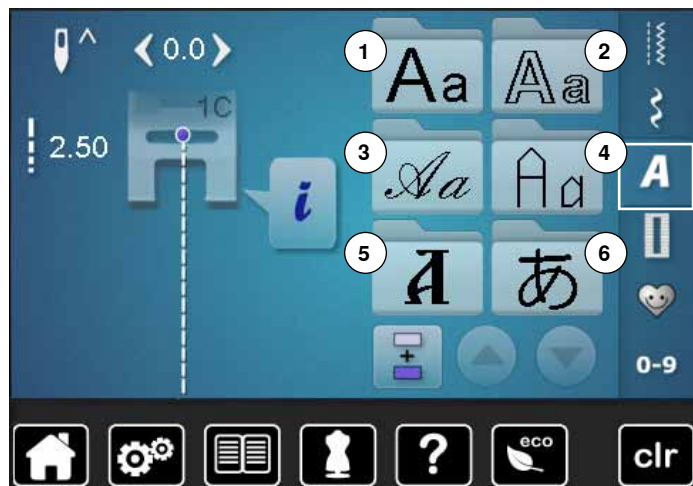 0.0
1 Aa
2 Aa
1C
2.50
i
3 Aa
4 Aa
A
5 A
6 あ
+
0-9
?
eco
clr